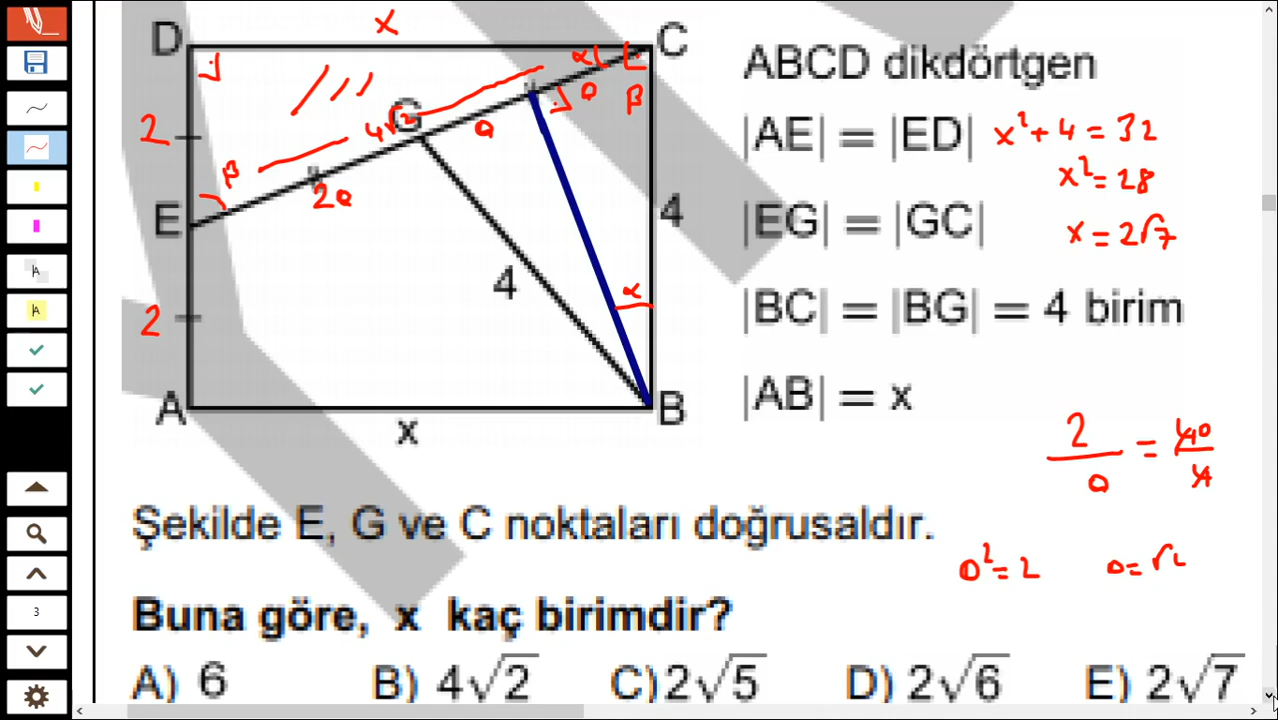 x
D
C
ABCD dikdörtgen
α
β
a
|AE| = |ED|
x² + 4 = 32
2
G
4√2
a
x² = 28
β
2a
E
4
|EG| = |GC|
x = 2√7
4
α
|BC| = |BG| = 4 birim
2
A
B
|AB| = x
x
2/a = 4a/4
Şekilde E, G ve C noktaları doğrusaldır.
a² = 2
a = √2
Buna göre, x kaç birimdir?
3
A) 6 B) 4√2 C) 2√5 D) 2√6 E) 2√7